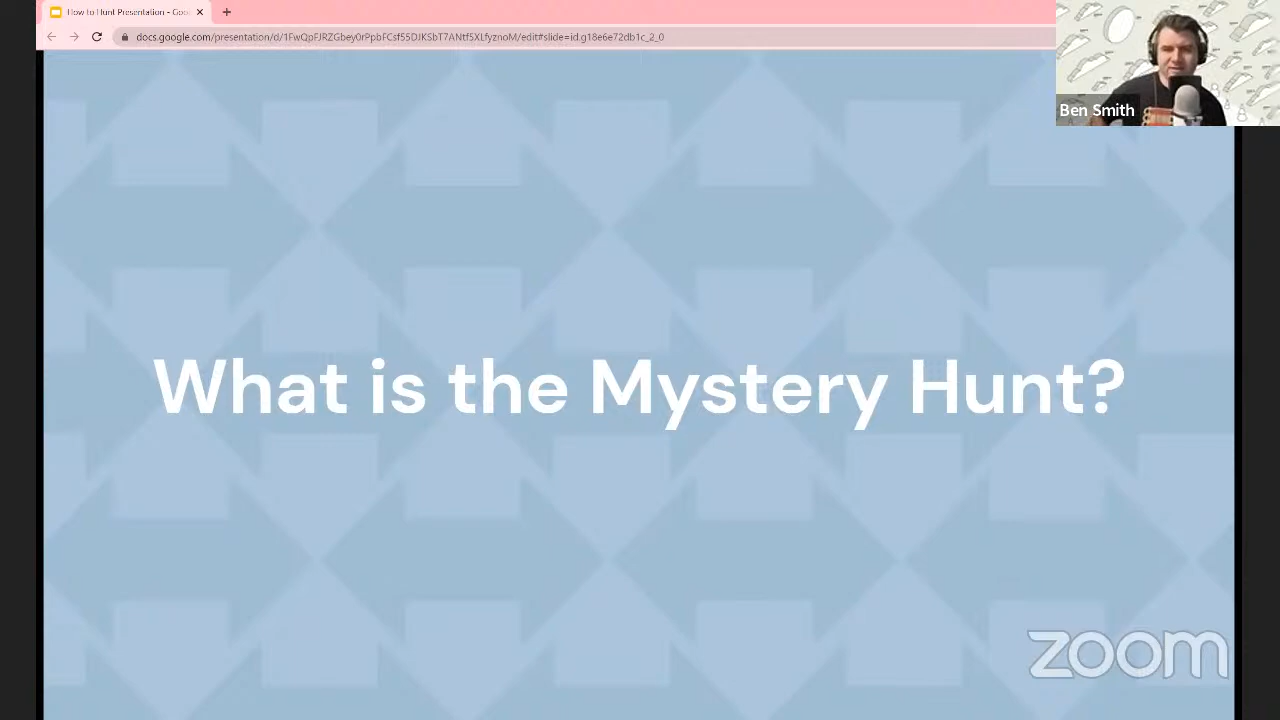 How to Hunt Presentation - Goo
docs.google.com/presentation/d/1FwQpFJRZGbey0rPpbFCsf55DJKSbT7ANtf5XLfyznoM/edit#slide=id.g18e6e72db1c_2_0
Ben Smith
What is the Mystery Hunt?
zoom